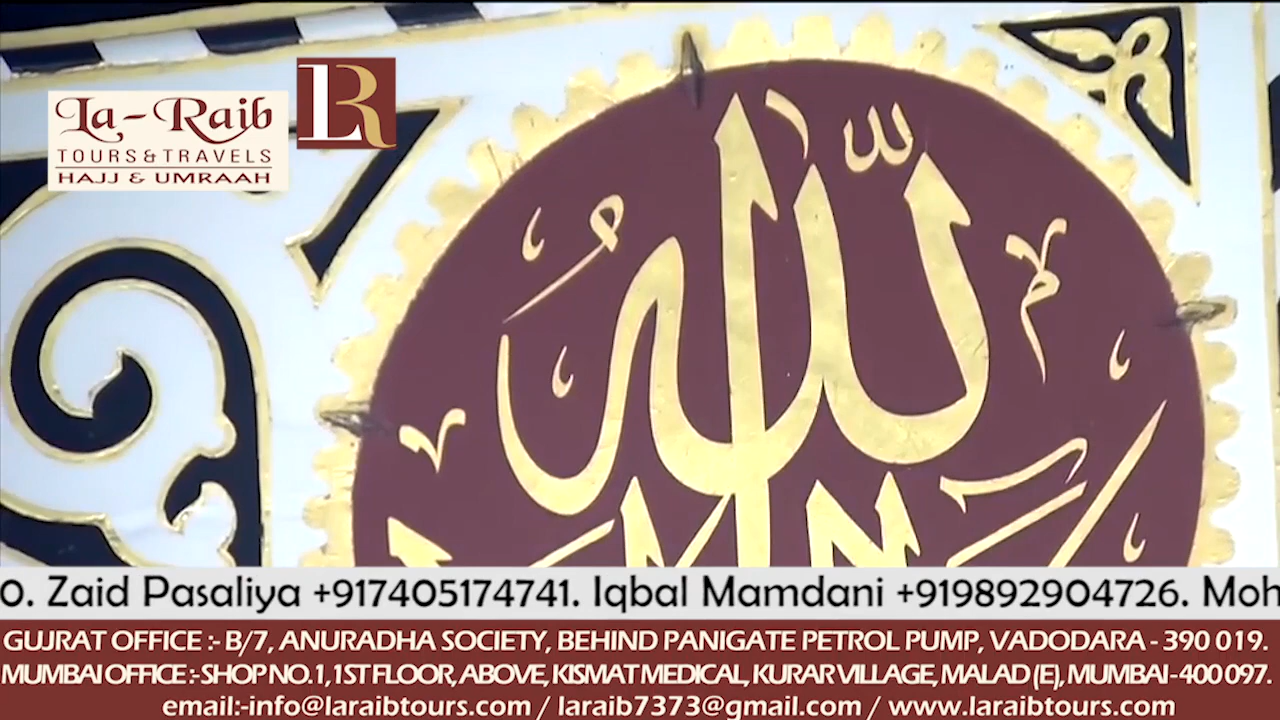 La-Raib
TOURS & TRAVELS
HAJJ & UMRAAH
LR
الله
0. Zaid Pasaliya +917405174741. Iqbal Mamdani +919892904726. Moh
GUJRAT OFFICE :- B/7, ANURADHA SOCIETY, BEHIND PANIGATE PETROL PUMP, VADODARA - 390 019.
MUMBAI OFFICE :- SHOP NO. 1, 1ST FLOOR, ABOVE, KISMAT MEDICAL, KURAR VILLAGE, MALAD (E), MUMBAI - 400 097.
email:-info@laraibtours.com / laraib7373@gmail.com / www.laraibtours.com